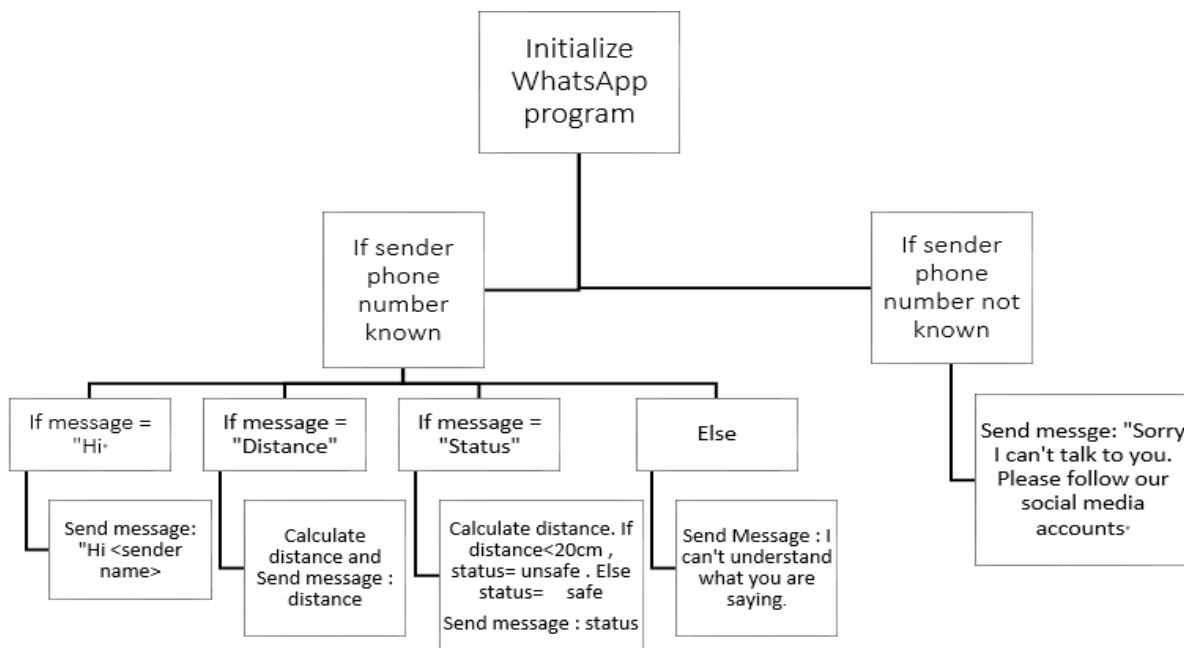 Initialize
WhatsApp
program
If sender
phone
number
known
If sender
phone
number not
known
If message =
"Hi"
If message =
"Distance"
If message =
"Status"
Else
Send message:
"Hi <sender
name>
Calculate
distance and
Send message :
distance
Calculate distance. If
distance<20cm ,
status= unsafe . Else
status= safe
Send message : status
Send Message : I
can't understand
what you are
saying.
Send messge: "Sorry
I can't talk to you.
Please follow our
social media
accounts"